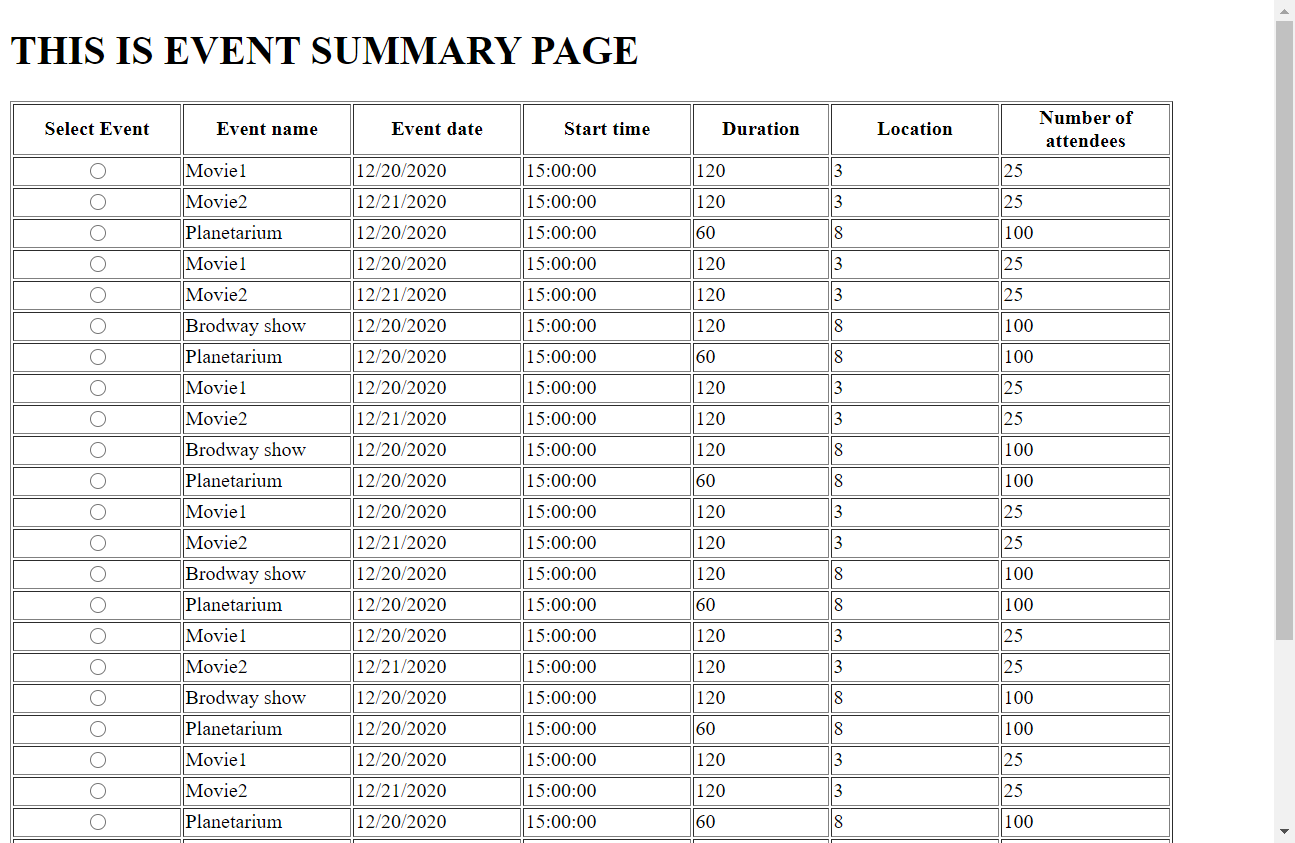 THIS IS EVENT SUMMARY PAGE
Select Event Event name Event date Start time Duration Location Number of attendees
Movie1 12/20/2020 15:00:00 120 3 25
Movie2 12/21/2020 15:00:00 120 3 25
Planetarium 12/20/2020 15:00:00 60 8 100
Movie1 12/20/2020 15:00:00 120 3 25
Movie2 12/21/2020 15:00:00 120 3 25
Brodway show 12/20/2020 15:00:00 120 8 100
Planetarium 12/20/2020 15:00:00 60 8 100
Movie1 12/20/2020 15:00:00 120 3 25
Movie2 12/21/2020 15:00:00 120 3 25
Brodway show 12/20/2020 15:00:00 120 8 100
Planetarium 12/20/2020 15:00:00 60 8 100
Movie1 12/20/2020 15:00:00 120 3 25
Movie2 12/21/2020 15:00:00 120 3 25
Brodway show 12/20/2020 15:00:00 120 8 100
Planetarium 12/20/2020 15:00:00 60 8 100
Movie1 12/20/2020 15:00:00 120 3 25
Movie2 12/21/2020 15:00:00 120 3 25
Brodway show 12/20/2020 15:00:00 120 8 100
Planetarium 12/20/2020 15:00:00 60 8 100
Movie1 12/20/2020 15:00:00 120 3 25
Movie2 12/21/2020 15:00:00 120 3 25
Planetarium 12/20/2020 15:00:00 60 8 100